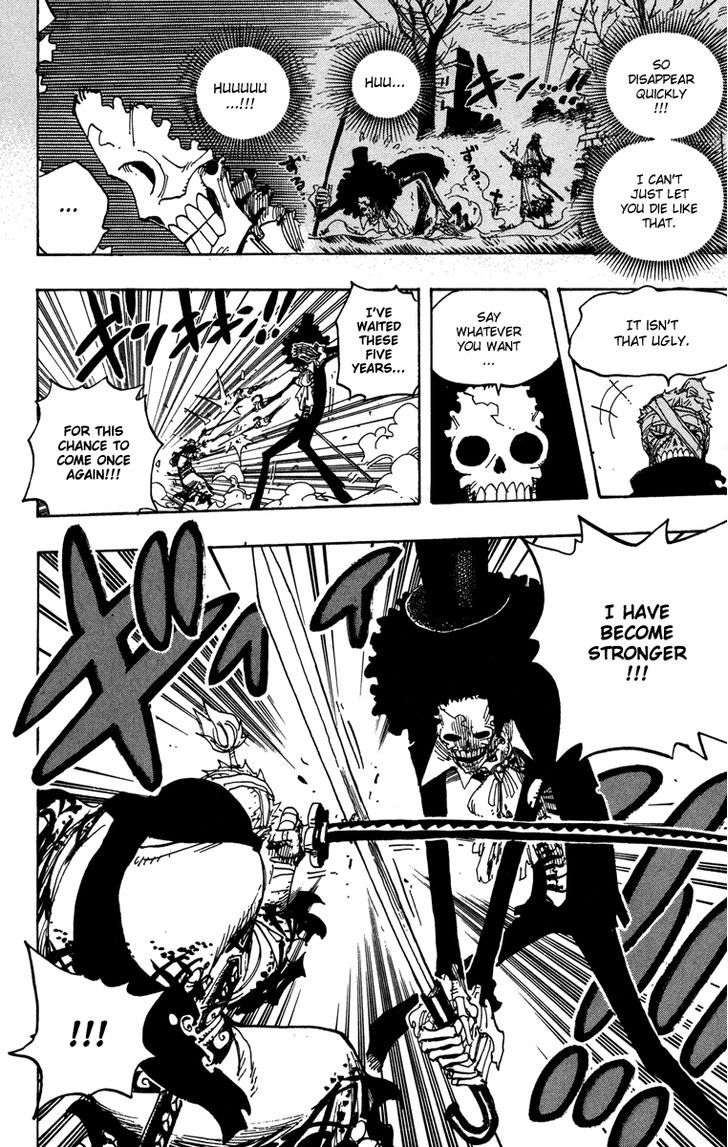 SO
DISAPPEAR
QUICKLY
!!!
I CAN'T
JUST LET
YOU DIE LIKE
THAT.
HUU...
HUUUUU
...!!!
...
IT ISN'T
THAT UGLY.
SAY
WHATEVER
YOU WANT
...
I'VE
WAITED
THESE
FIVE
YEARS...
FOR THIS
CHANCE TO
COME ONCE
AGAIN!!!
I HAVE
BECOME
STRONGER
!!!
!!!